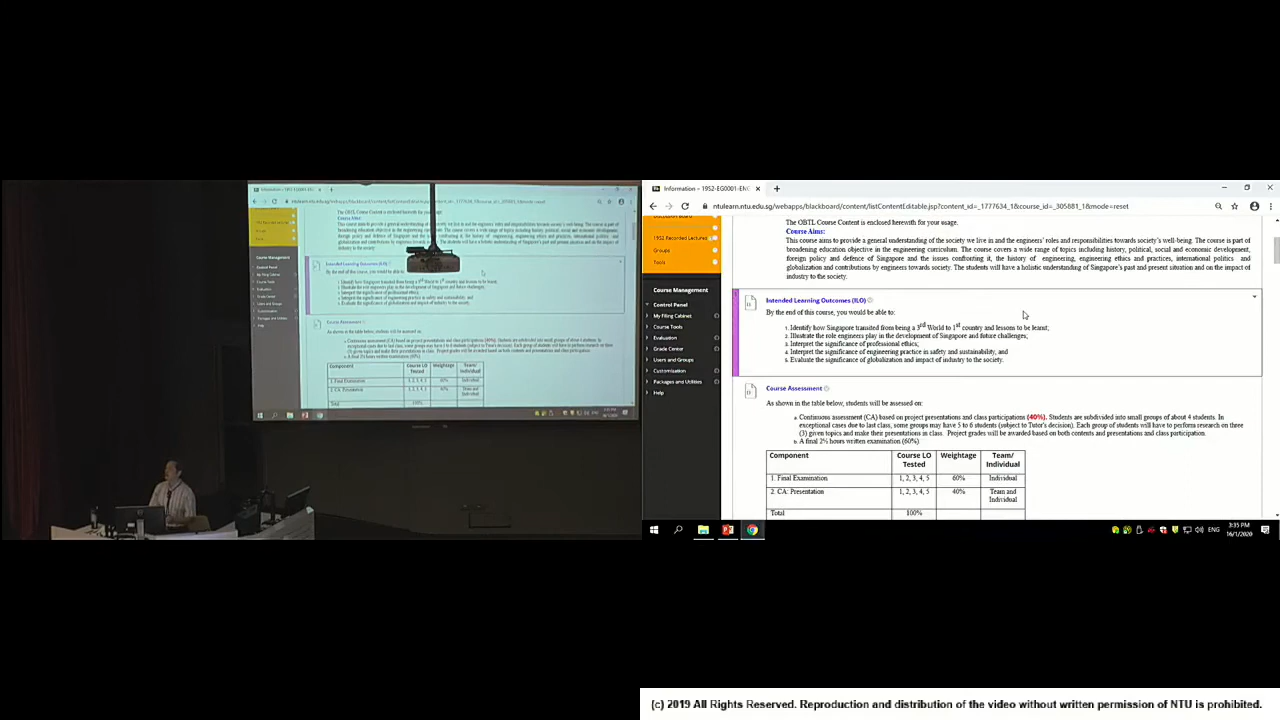 Information – 19S2-EG0001-ENG
ntulearn.ntu.edu.sg/webapps/blackboard/content/listContentEditable.jsp?content_id=_1777634_1&course_id=_305681_1&mode=reset
Discussion Board
19S2 Recorded Lectures
Groups
Tools
Course Management
Control Panel
My Filing Cabinet
Course Tools
Evaluation
Grade Center
Users and Groups
Customisation
Packages and Utilities
Help
The OBTL Course Content is enclosed herewith for your usage.
Course Aims:
This course aims to provide a general understanding of the society we live in and the engineers' roles and responsibilities towards society's well-being. The course is part of
broadening education objective in the engineering curriculum. The course covers a wide range of topics including history, political, social and economic development,
foreign policy and defence of Singapore and the issues confronting it, the history of engineering, engineering ethics and practices, international politics and
globalization and contributions by engineers towards society. The students will have a holistic understanding of Singapore's past and present situation and on the impact of
industry to the society.
Intended Learning Outcomes (ILO)
By the end of this course, you would be able to:
1. Identify how Singapore transited from being a 3rd World to 1st country and lessons to be learnt;
2. Illustrate the role engineers play in the development of Singapore and future challenges;
3. Interpret the significance of professional ethics;
4. Interpret the significance of engineering practice in safety and sustainability, and
5. Evaluate the significance of globalization and impact of industry to the society.
Course Assessment
As shown in the table below, students will be assessed on:
a. Continuous assessment (CA) based on project presentations and class participations (40%). Students are subdivided into small groups of about 4 students. In
exceptional cases due to last class, some groups may have 5 to 6 students (subject to Tutor's decision). Each group of students will have to perform research on three
(3) given topics and make their presentations in class. Project grades will be awarded based on both contents and presentations and class participation.
b. A final 2½ hours written examination (60%)
Component Course LO Tested Weightage Team/ Individual
1. Final Examination 1, 2, 3, 4, 5 60% Individual
2. CA: Presentation 1, 2, 3, 4, 5 40% Team and Individual
Total 100%
ENG
3:35 PM
16/1/2020
(c) 2019 All Rights Reserved. Reproduction and distribution of the video without written permission of NTU is prohibited.